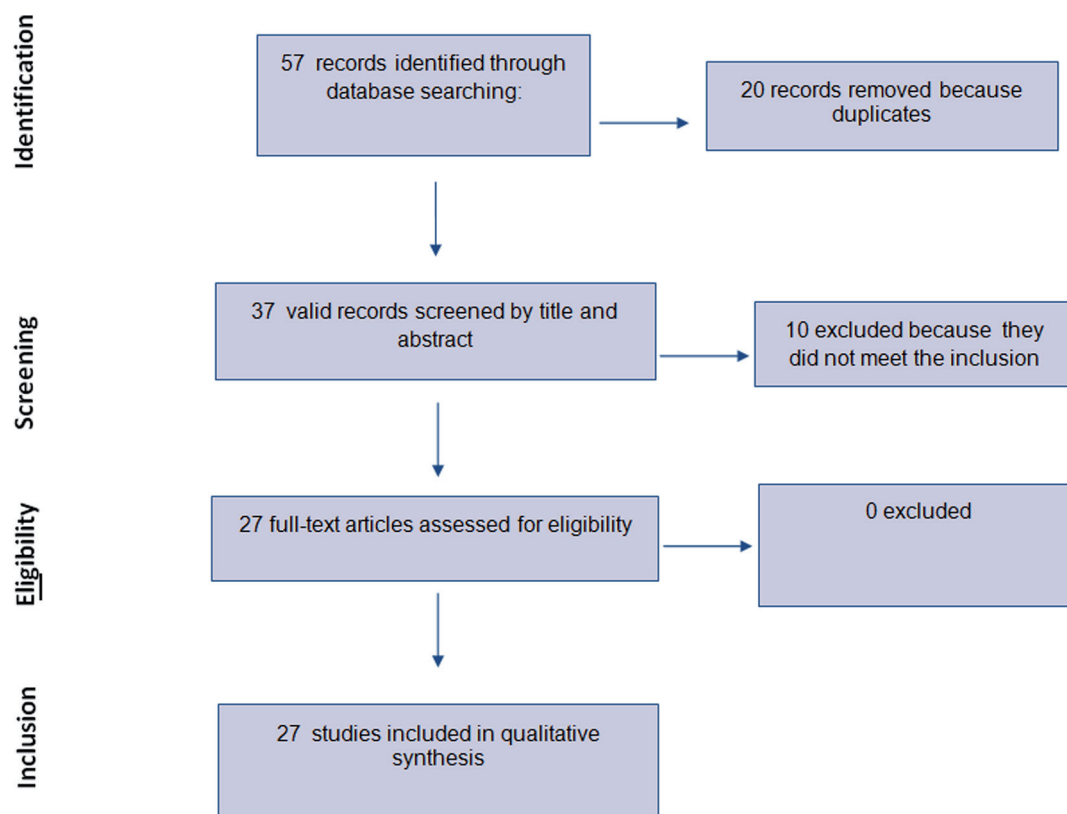 Identification
57 records identified through
database searching:
20 records removed because
duplicates
Screening
37 valid records screened by title and
abstract
10 excluded because they
did not meet the inclusion
Eligibility
27 full-text articles assessed for eligibility
0 excluded
Inclusion
27 studies included in qualitative
synthesis